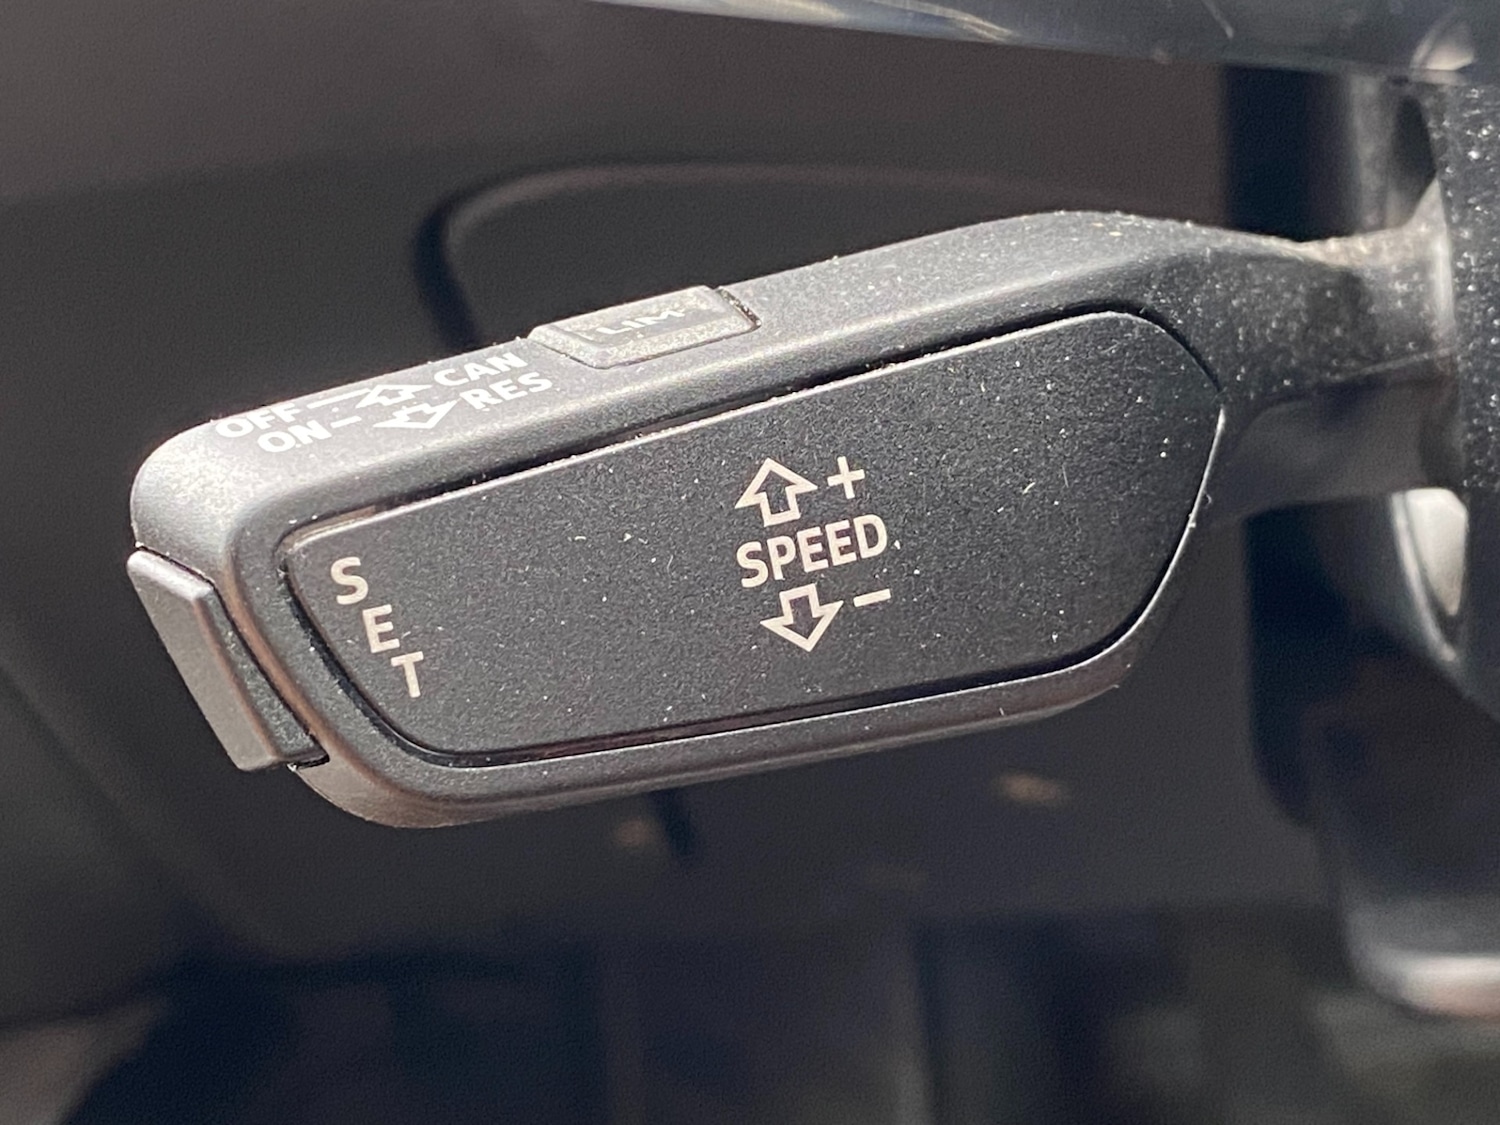 LIM
OFF CAN
ON RES
+
SPEED
-
SET